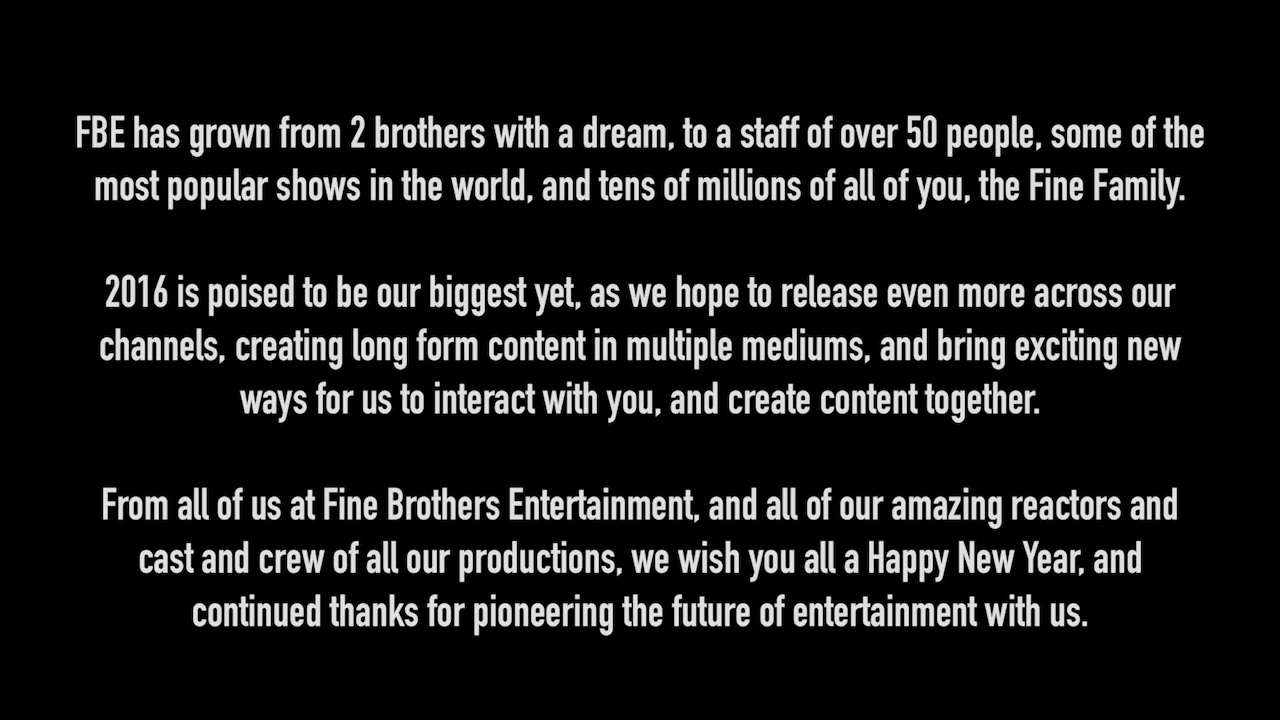 FBE has grown from 2 brothers with a dream, to a staff of over 50 people, some of the
most popular shows in the world, and tens of millions of all of you, the Fine Family.
2016 is poised to be our biggest yet, as we hope to release even more across our
channels, creating long form content in multiple mediums, and bring exciting new
ways for us to interact with you, and create content together.
From all of us at Fine Brothers Entertainment, and all of our amazing reactors and
cast and crew of all our productions, we wish you all a Happy New Year, and
continued thanks for pioneering the future of entertainment with us.